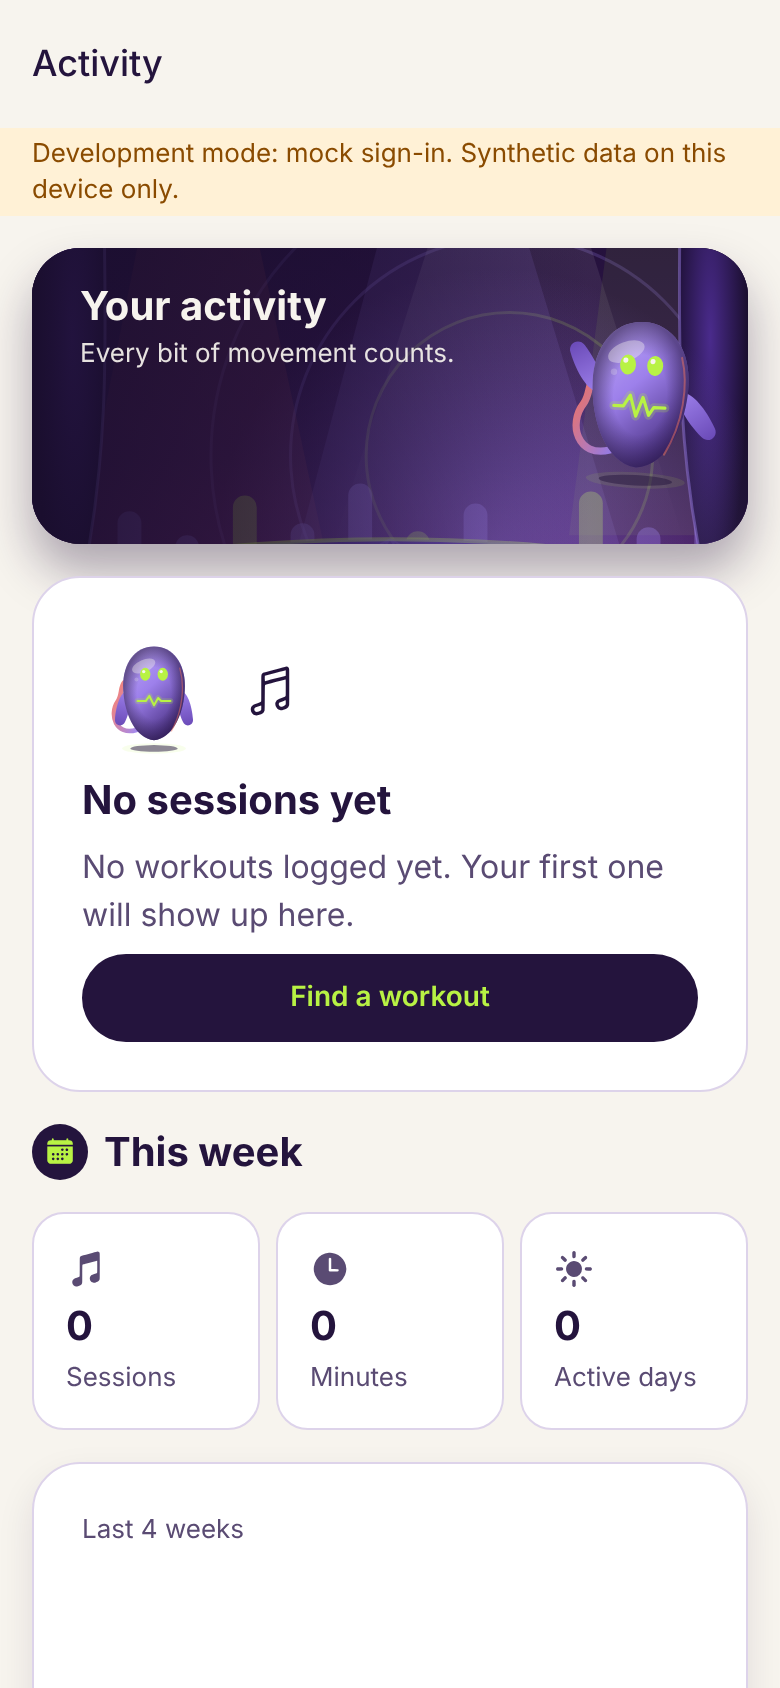 Activity
Development mode: mock sign-in. Synthetic data on this
device only.
Your activity
Every bit of movement counts.
No sessions yet
No workouts logged yet. Your first one
will show up here.
Find a workout
This week
0
Sessions
0
Minutes
0
Active days
Last 4 weeks